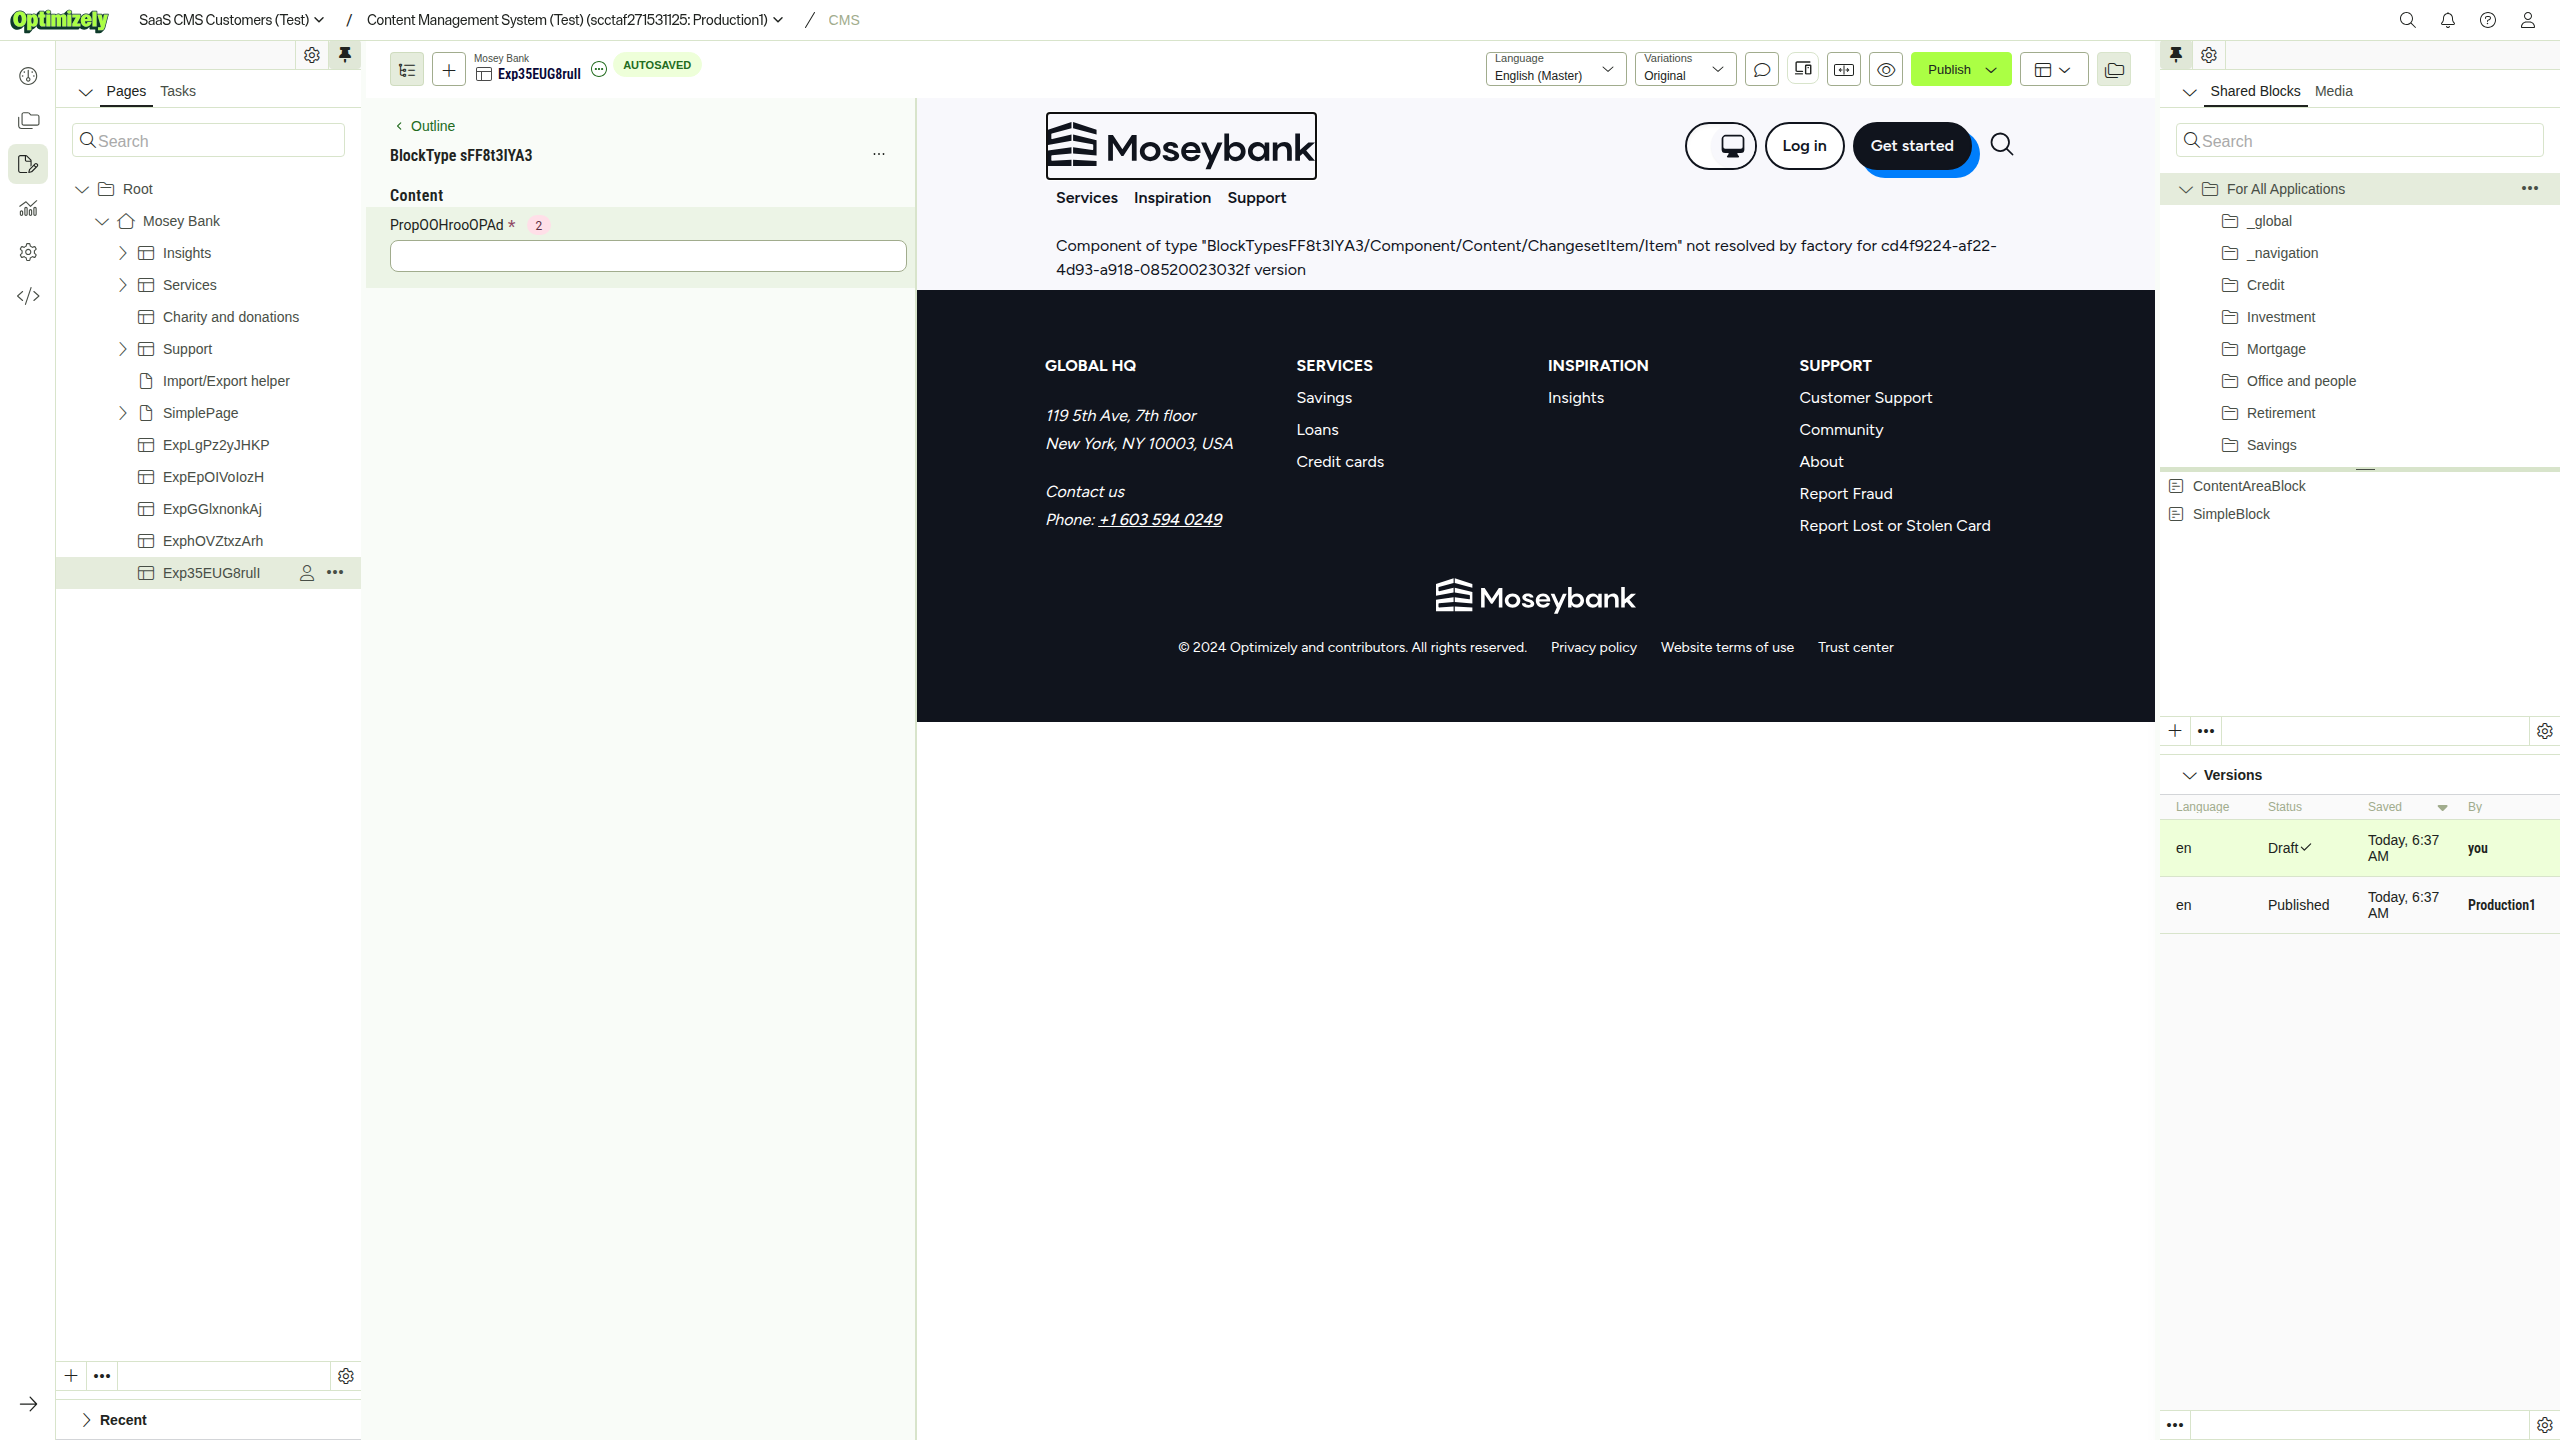 Optimizely
SaaS CMS Customers (Test) / Content Management System (Test) (scctaf271531125: Production1) / CMS
Pages Tasks
Search
Root
Mosey Bank
Insights
Services
Charity and donations
Support
Import/Export helper
SimplePage
ExpLgPz2yJHKP
ExpEpOIVoIozH
ExpGGlxnonkAj
ExphOVZtxzArh
Exp35EUG8rulI
Recent
Mosey Bank
Exp35EUG8rulI
AUTOSAVED
Language
English (Master)
Variations
Original
Publish
Outline
BlockType sFF8t3IYA3
Content
PropOOHrooOPAd * 2
Moseybank
Log in
Get started
Services Inspiration Support
Component of type "BlockTypesFF8t3IYA3/Component/Content/ChangesetItem/Item" not resolved by factory for cd4f9224-af22-
4d93-a918-08520023032f version
GLOBAL HQ
119 5th Ave, 7th floor
New York, NY 10003, USA
Contact us
Phone: +1 603 594 0249
SERVICES
Savings
Loans
Credit cards
INSPIRATION
Insights
SUPPORT
Customer Support
Community
About
Report Fraud
Report Lost or Stolen Card
Moseybank
© 2024 Optimizely and contributors. All rights reserved. Privacy policy Website terms of use Trust center
Shared Blocks Media
Search
For All Applications
_global
_navigation
Credit
Investment
Mortgage
Office and people
Retirement
Savings
ContentAreaBlock
SimpleBlock
Versions
Language Status Saved By
en Draft Today, 6:37 AM you
en Published Today, 6:37 AM Production1